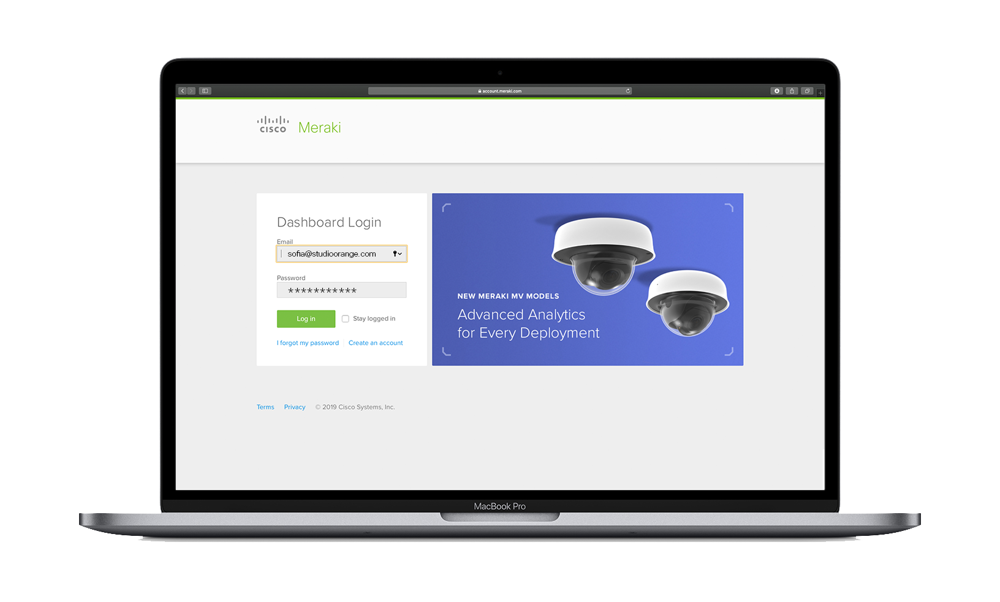 account.meraki.com
CISCO Meraki
Dashboard Login
Email
sofia@studioorange.com
Password
***********
Log in Stay logged in
I forgot my password Create an account
NEW MERAKI MV MODELS
Advanced Analytics
for Every Deployment
Terms Privacy © 2019 Cisco Systems, Inc.
MacBook Pro